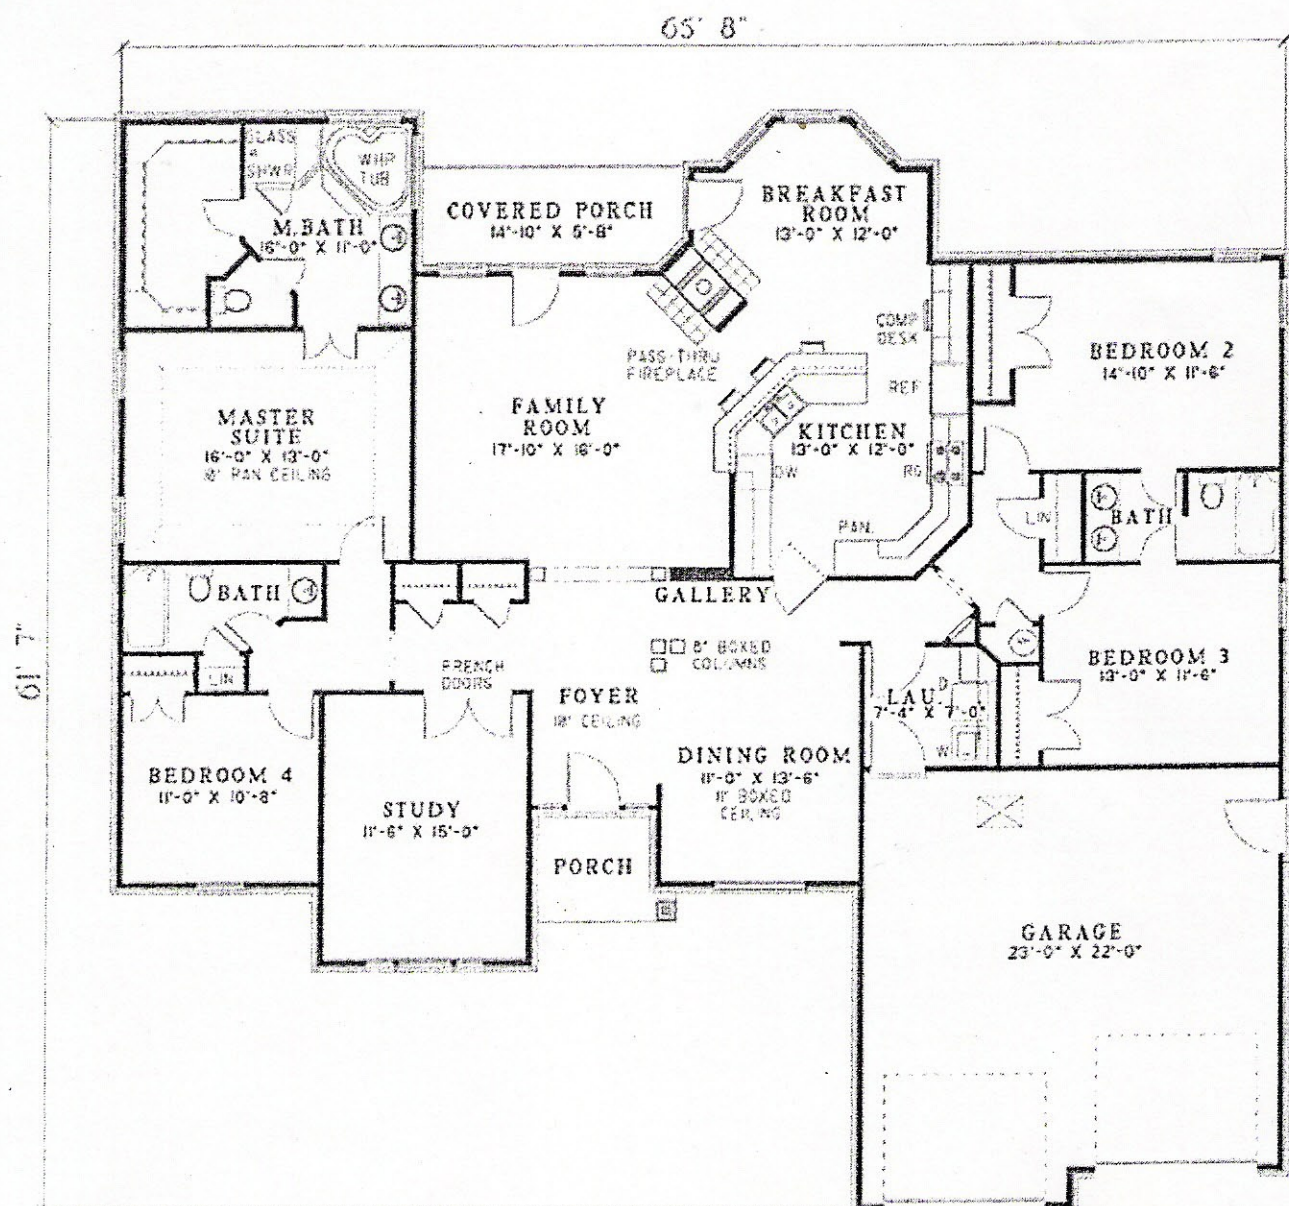 65' 8"
61' 7"
GLASS
SHWR
WHP
TUB
M.BATH
16'-0" X 11'-0"
COVERED PORCH
14'-10" X 5'-8"
BREAKFAST
ROOM
13'-0" X 12'-0"
COMP
DESK
REF
BEDROOM 2
14'-10" X 11'-6"
PASS-THRU
FIREPLACE
MASTER
SUITE
16'-0" X 13'-0"
10' PAN CEILING
FAMILY
ROOM
17'-10" X 16'-0"
KITCHEN
13'-0" X 12'-0"
DW
RG
PAN.
LIN
BATH
BATH
GALLERY
8" BOXED
COLUMNS
LIN
FRENCH
DOORS
FOYER
10' CEILING
LAU.
7'-4" X 7'-0"
D
W
BEDROOM 3
13'-0" X 11'-6"
BEDROOM 4
11'-0" X 10'-8"
STUDY
11'-6" X 15'-0"
DINING ROOM
11'-0" X 13'-6"
11' BOXED
CEILING
PORCH
GARAGE
23'-0" X 22'-0"